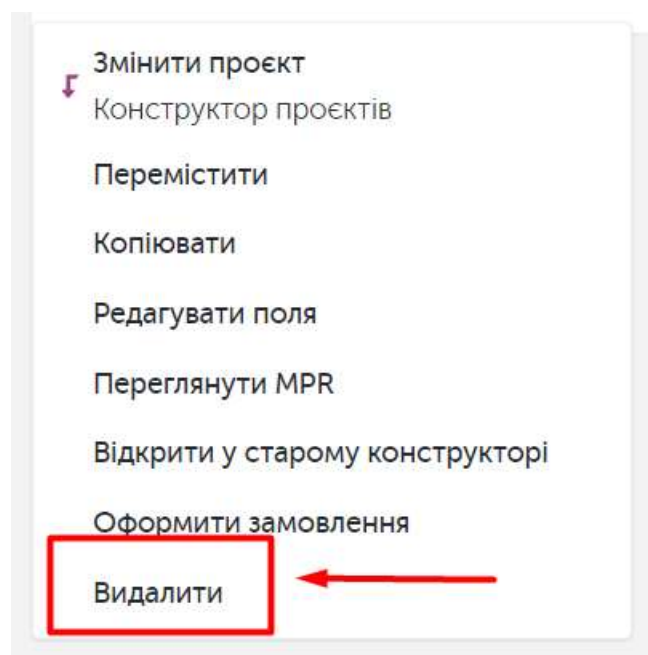 Змінити проєкт
Конструктор проєктів
Перемістити
Копіювати
Редагувати поля
Переглянути MPR
Відкрити у старому конструкторі
Оформити замовлення
Видалити